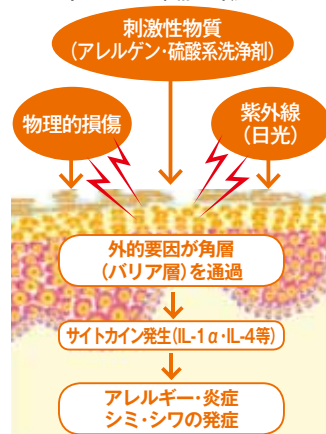 刺激性物質
（アレルゲン・硫酸系洗浄剤）
物理的損傷
紫外線
（日光）
外的要因が角層
（バリア層）を通過
サイトカイン発生（IL-1α・IL-4等）
アレルギー・炎症
シミ・シワの発症